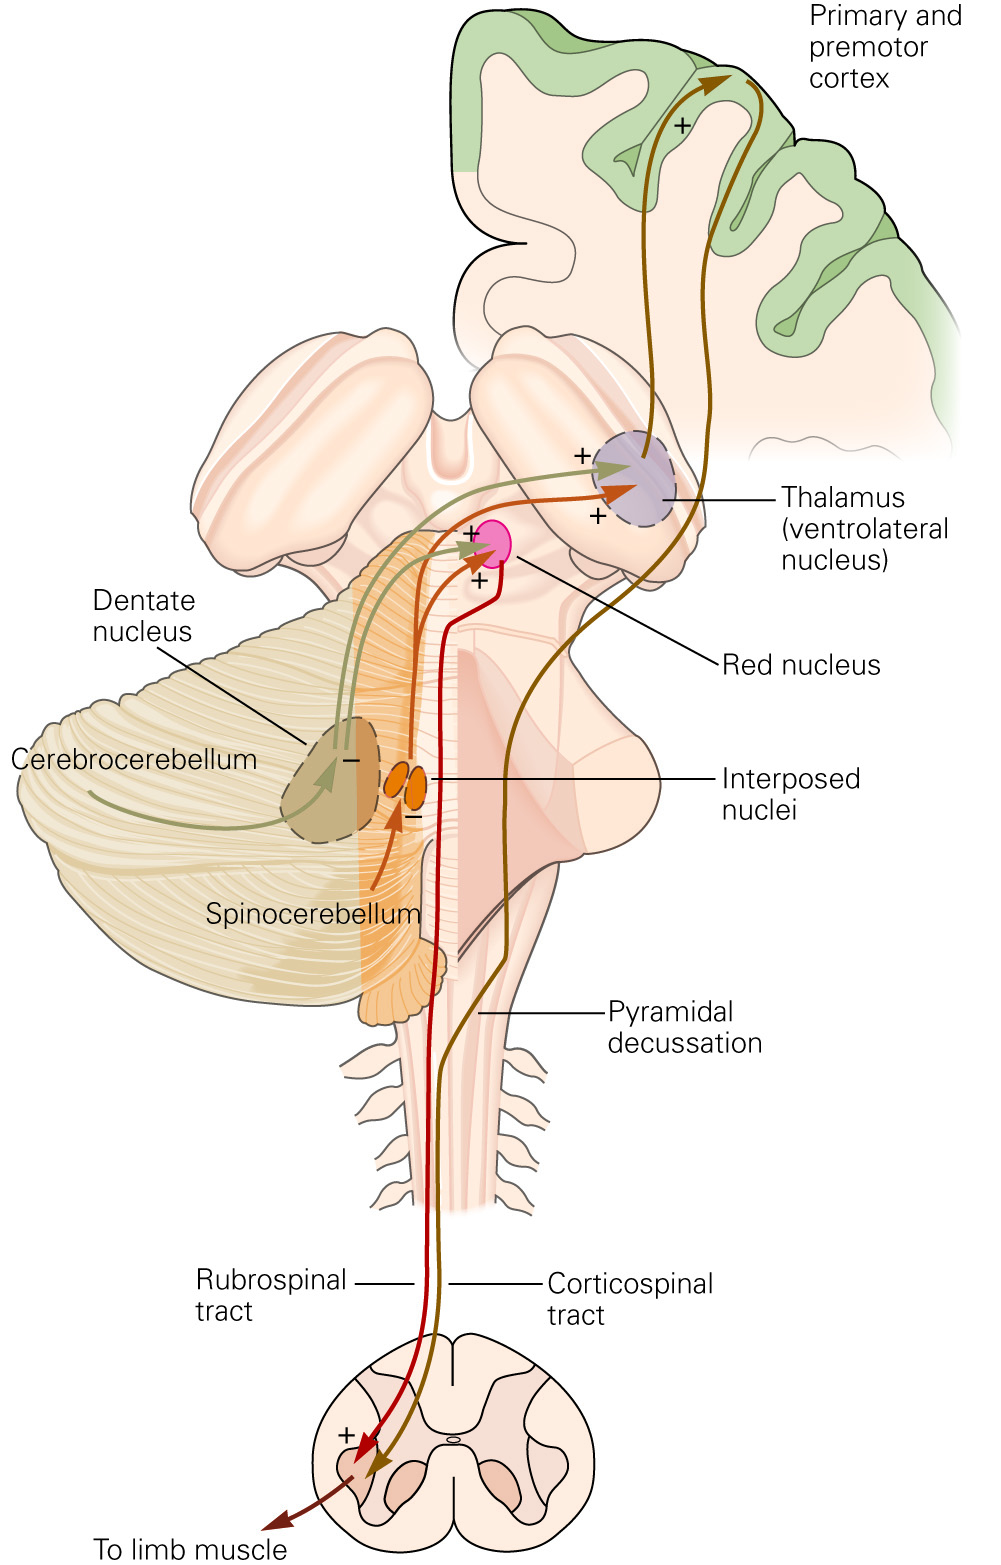 Primary and
premotor
cortex
+
+
Thalamus
(ventrolateral
nucleus)
+
+
+
Dentate
nucleus
Red nucleus
Cerebrocerebellum
−
Interposed
nuclei
−
Spinocerebellum
Pyramidal
decussation
Rubrospinal
tract
Corticospinal
tract
+
To limb muscle